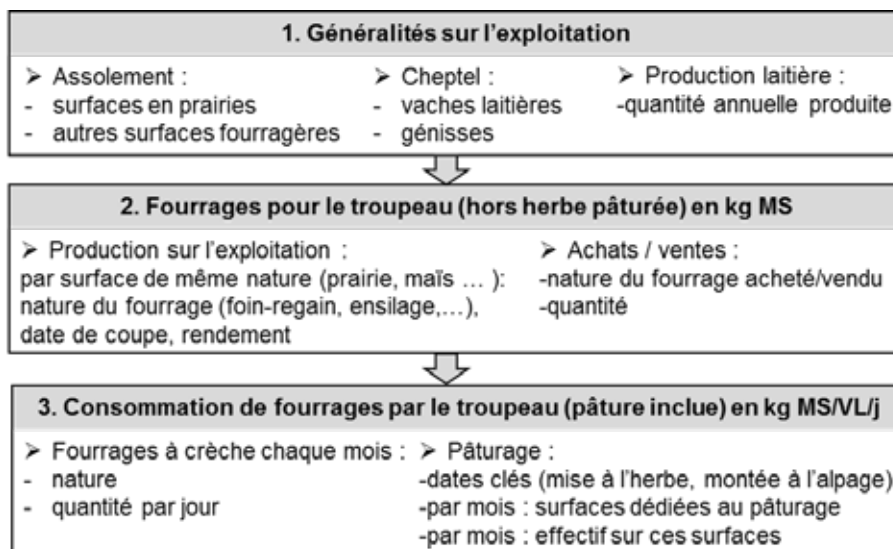 1. Généralités sur l'exploitation
➤ Assolement :
- surfaces en prairies
- autres surfaces fourragères
➤ Cheptel :
- vaches laitières
- génisses
➤ Production laitière :
-quantité annuelle produite
2. Fourrages pour le troupeau (hors herbe pâturée) en kg MS
➤ Production sur l'exploitation :
par surface de même nature (prairie, maïs … ):
nature du fourrage (foin-regain, ensilage,…),
date de coupe, rendement
➤ Achats / ventes :
-nature du fourrage acheté/vendu
-quantité
3. Consommation de fourrages par le troupeau (pâture inclue) en kg MS/VL/j
➤ Fourrages à crèche chaque mois :
- nature
- quantité par jour
➤ Pâturage :
-dates clés (mise à l'herbe, montée à l'alpage)
-par mois : surfaces dédiées au pâturage
-par mois : effectif sur ces surfaces